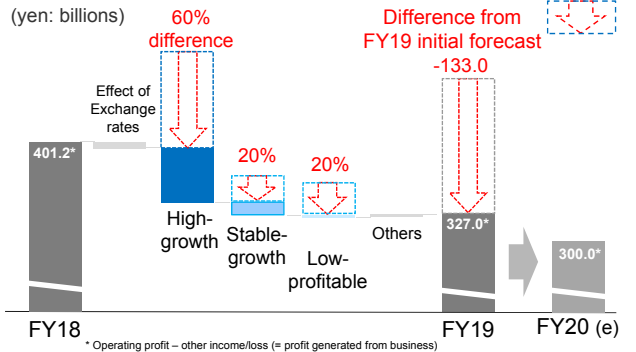 (yen: billions)
60%
difference
Difference from
FY19 initial forecast
-133.0
Effect of
Exchange
rates
401.2*
20%
20%
High-
growth
Stable-
growth
Low-
profitable
Others
327.0*
300.0*
FY18
FY19
FY20 (e)
* Operating profit – other income/loss (= profit generated from business)